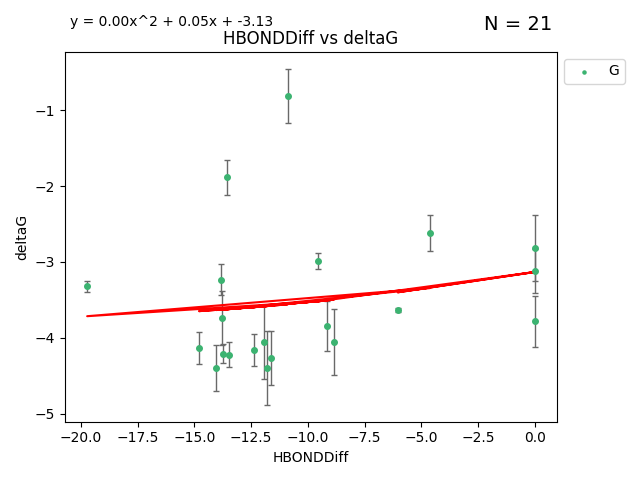 y = 0.00x^2 + 0.05x + -3.13
N = 21
HBONDDiff vs deltaG
G
deltaG
−1
−2
−3
−4
−5
−20.0 −17.5 −15.0 −12.5 −10.0 −7.5 −5.0 −2.5 0.0
HBONDDiff